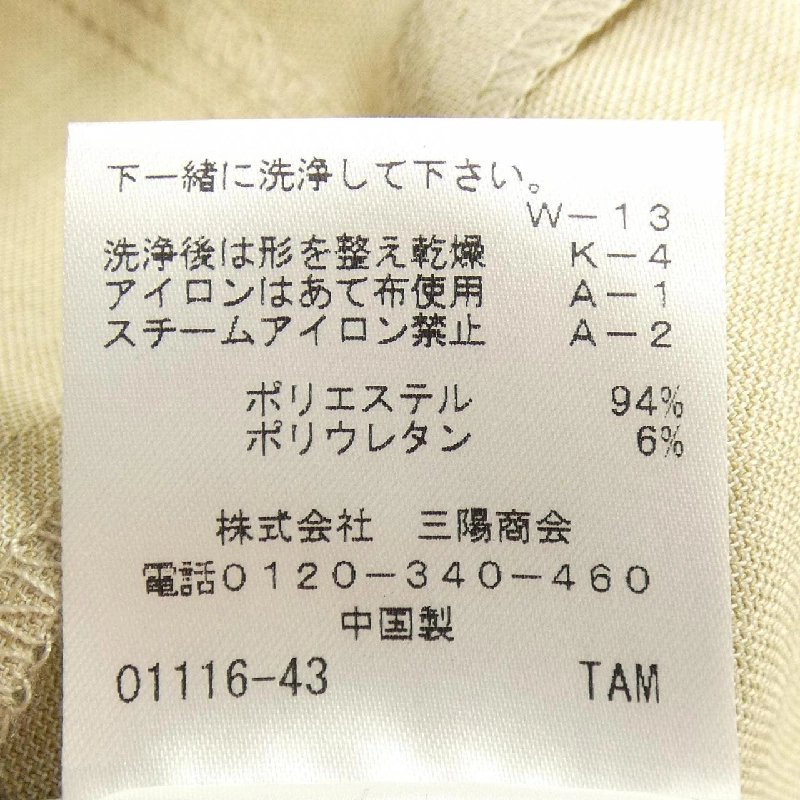 下一緒に洗浄して下さい。
W−13
洗浄後は形を整え乾燥 K−4
アイロンはあて布使用 A−1
スチームアイロン禁止 A−2
ポリエステル 94%
ポリウレタン 6%
株式会社 三陽商会
電話0120−340−460
中国製
01116-43 TAM